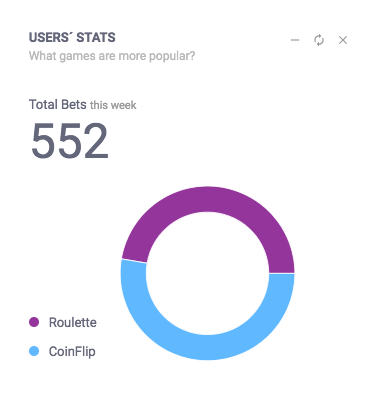 USERS´ STATS
What games are more popular?
Total Bets this week
552
Roulette
CoinFlip